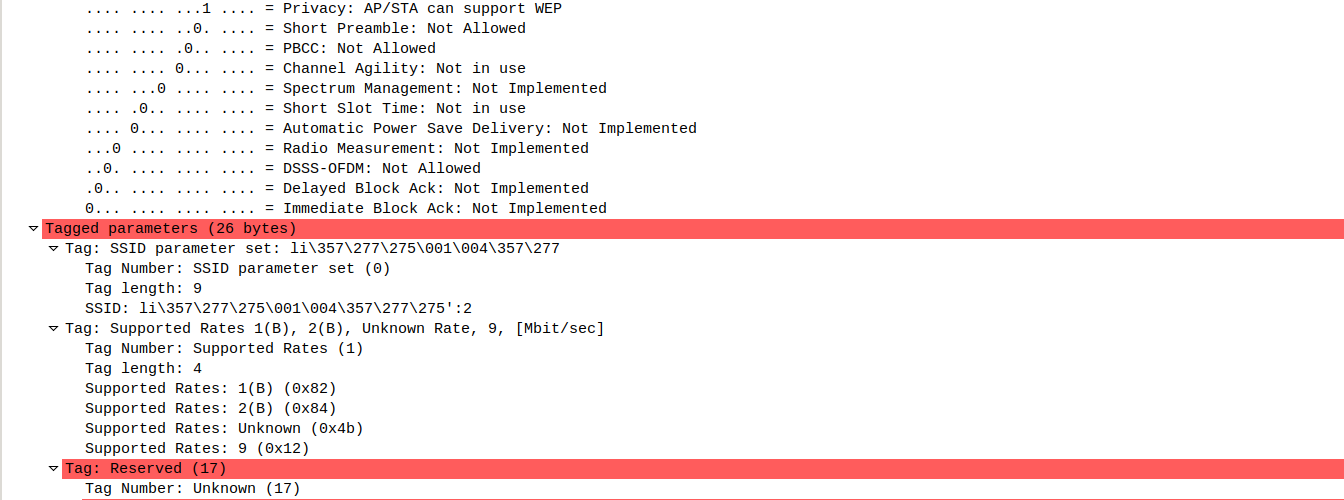 .... .... ...1 .... = Privacy: AP/STA can support WEP
.... .... ..0. .... = Short Preamble: Not Allowed
.... .... .0.. .... = PBCC: Not Allowed
.... .... 0... .... = Channel Agility: Not in use
.... ...0 .... .... = Spectrum Management: Not Implemented
.... .0.. .... .... = Short Slot Time: Not in use
.... 0... .... .... = Automatic Power Save Delivery: Not Implemented
...0 .... .... .... = Radio Measurement: Not Implemented
..0. .... .... .... = DSSS-OFDM: Not Allowed
.0.. .... .... .... = Delayed Block Ack: Not Implemented
0... .... .... .... = Immediate Block Ack: Not Implemented
Tagged parameters (26 bytes)
Tag: SSID parameter set: li\357\277\275\001\004\357\277
Tag Number: SSID parameter set (0)
Tag length: 9
SSID: li\357\277\275\001\004\357\277\275':2
Tag: Supported Rates 1(B), 2(B), Unknown Rate, 9, [Mbit/sec]
Tag Number: Supported Rates (1)
Tag length: 4
Supported Rates: 1(B) (0x82)
Supported Rates: 2(B) (0x84)
Supported Rates: Unknown (0x4b)
Supported Rates: 9 (0x12)
Tag: Reserved (17)
Tag Number: Unknown (17)